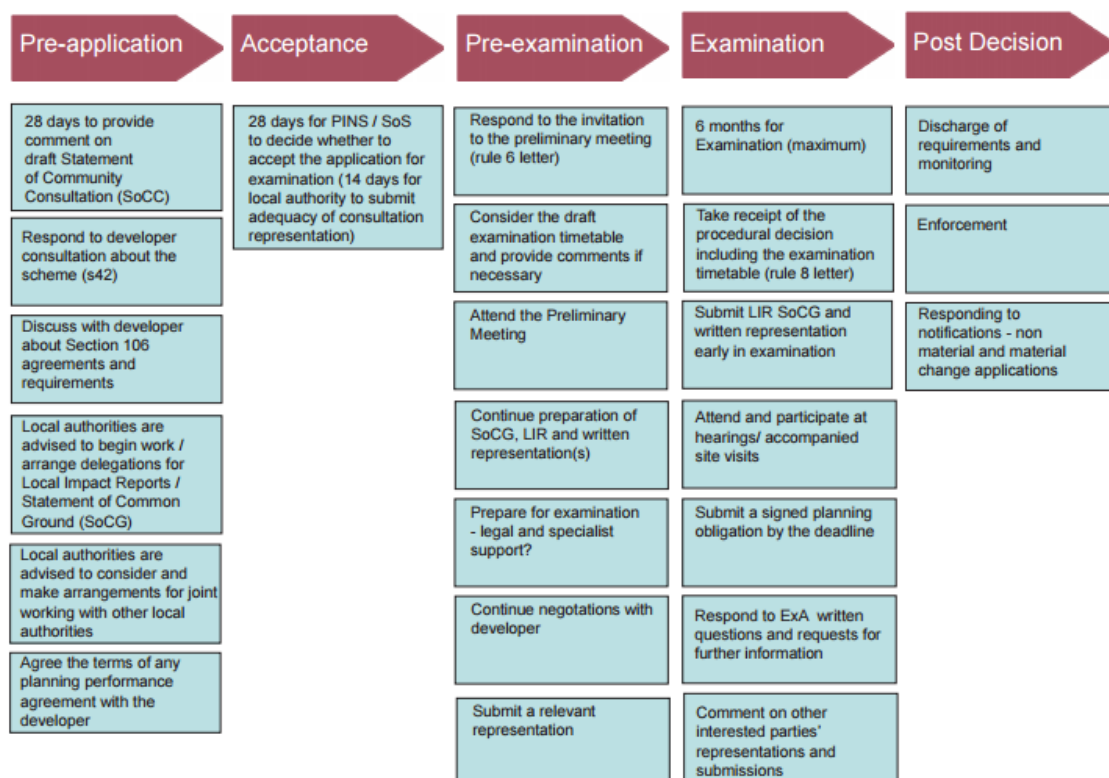 Pre-application
Acceptance
Pre-examination
Examination
Post Decision
28 days to provide
comment on
draft Statement
of Community
Consultation (SoCC)
Respond to developer
consultation about the
scheme (s42)
Discuss with developer
about Section 106
agreements and
requirements
Local authorities are
advised to begin work /
arrange delegations for
Local Impact Reports /
Statement of Common
Ground (SoCG)
Local authorities are
advised to consider and
make arrangements for joint
working with other local
authorities
Agree the terms of any
planning performance
agreement with the
developer
28 days for PINS / SoS
to decide whether to
accept the application for
examination (14 days for
local authority to submit
adequacy of consultation
representation)
Respond to the invitation
to the preliminary meeting
(rule 6 letter)
Consider the draft
examination timetable
and provide comments if
necessary
Attend the Preliminary
Meeting
Continue preparation of
SoCG, LIR and written
representation(s)
Prepare for examination
- legal and specialist
support?
Continue negotations with
developer
Submit a relevant
representation
6 months for
Examination (maximum)
Take receipt of the
procedural decision
including the examination
timetable (rule 8 letter)
Submit LIR SoCG and
written representation
early in examination
Attend and participate at
hearings/ accompanied
site visits
Submit a signed planning
obligation by the deadline
Respond to ExA written
questions and requests for
further information
Comment on other
interested parties'
representations and
submissions
Discharge of
requirements and
monitoring
Enforcement
Responding to
notifications - non
material and material
change applications